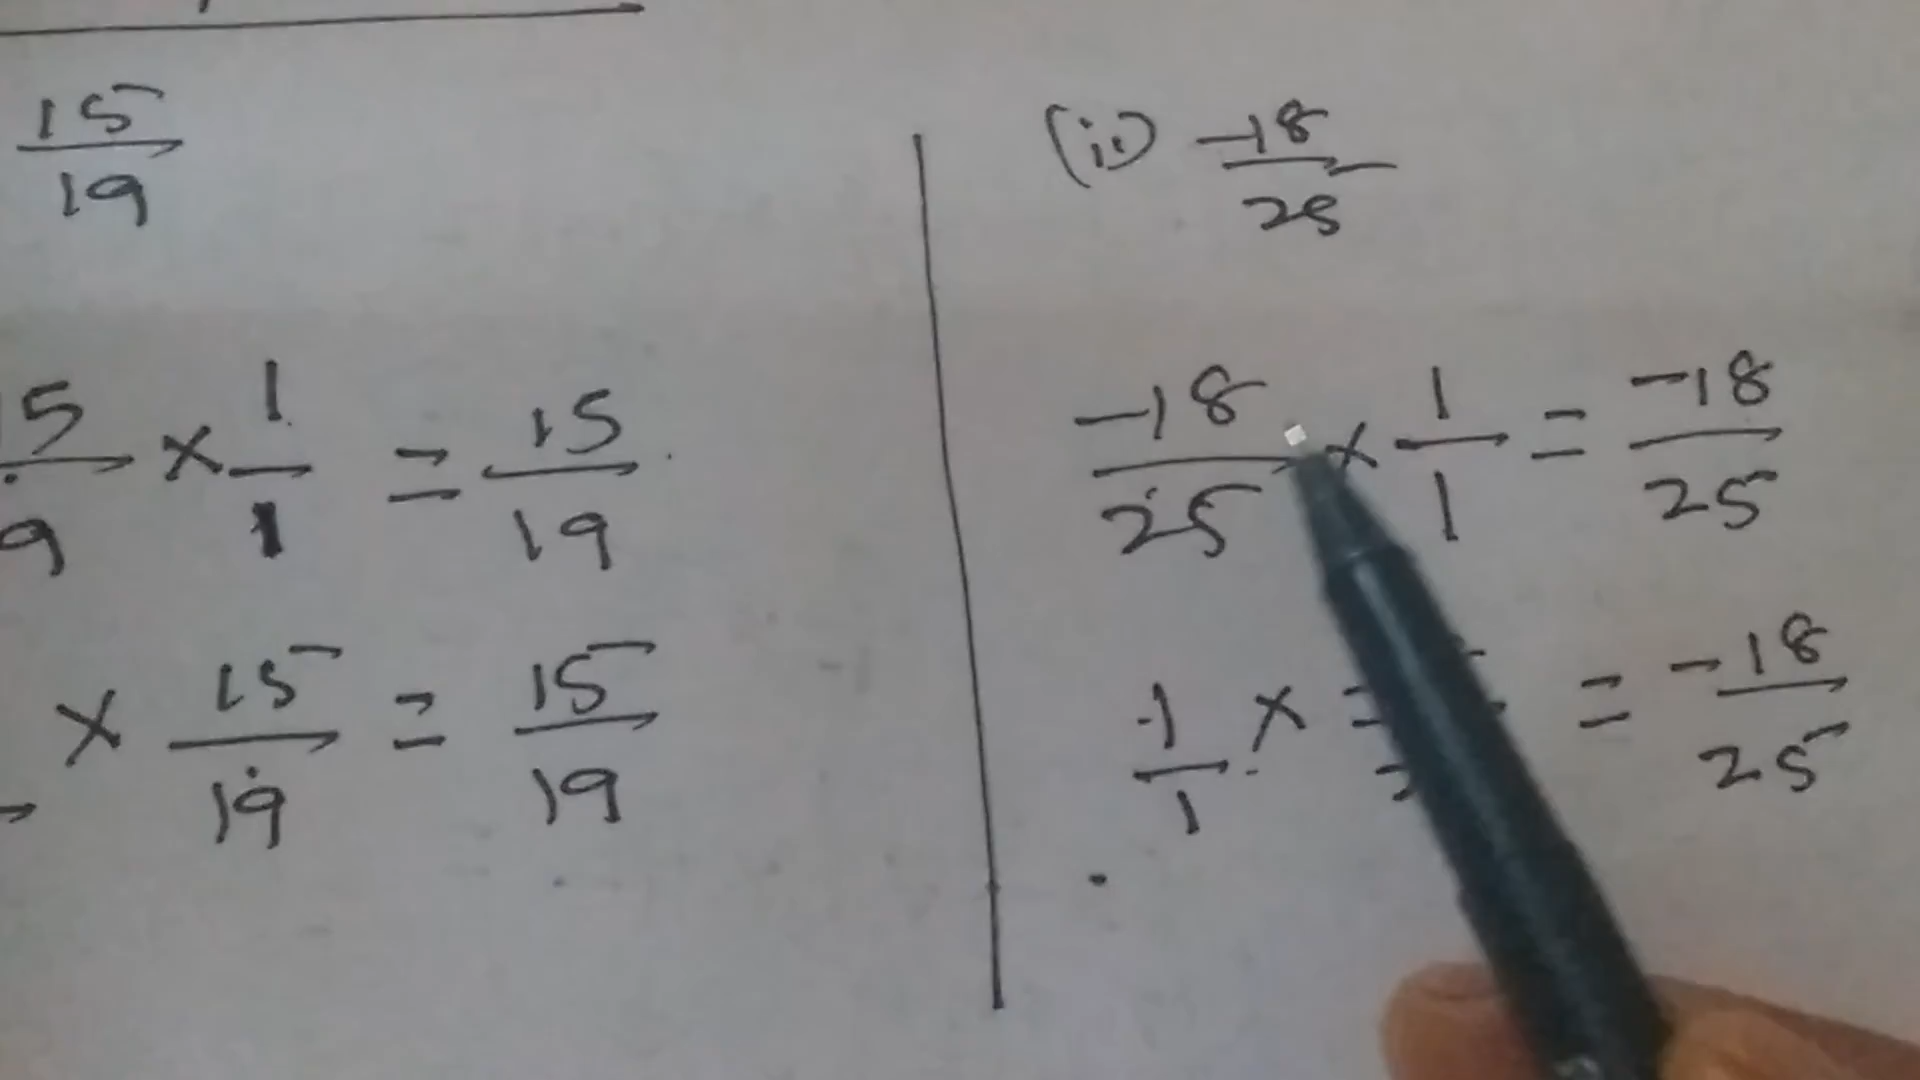 15/19
5/9 × 1/1 = 15/19
× 15/19 = 15/19
(ii) -18/25
-18/25 × 1/1 = -18/25
1/1 × = -18/25